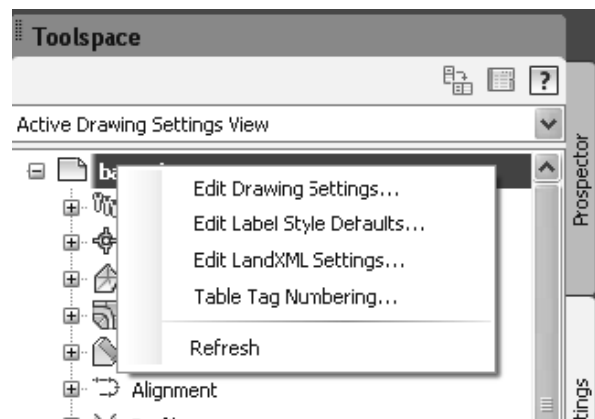 Toolspace
?
Active Drawing Settings View
Edit Drawing Settings...
Edit Label Style Defaults...
Edit LandXML Settings...
Table Tag Numbering...
Refresh
Alignment
Prospector